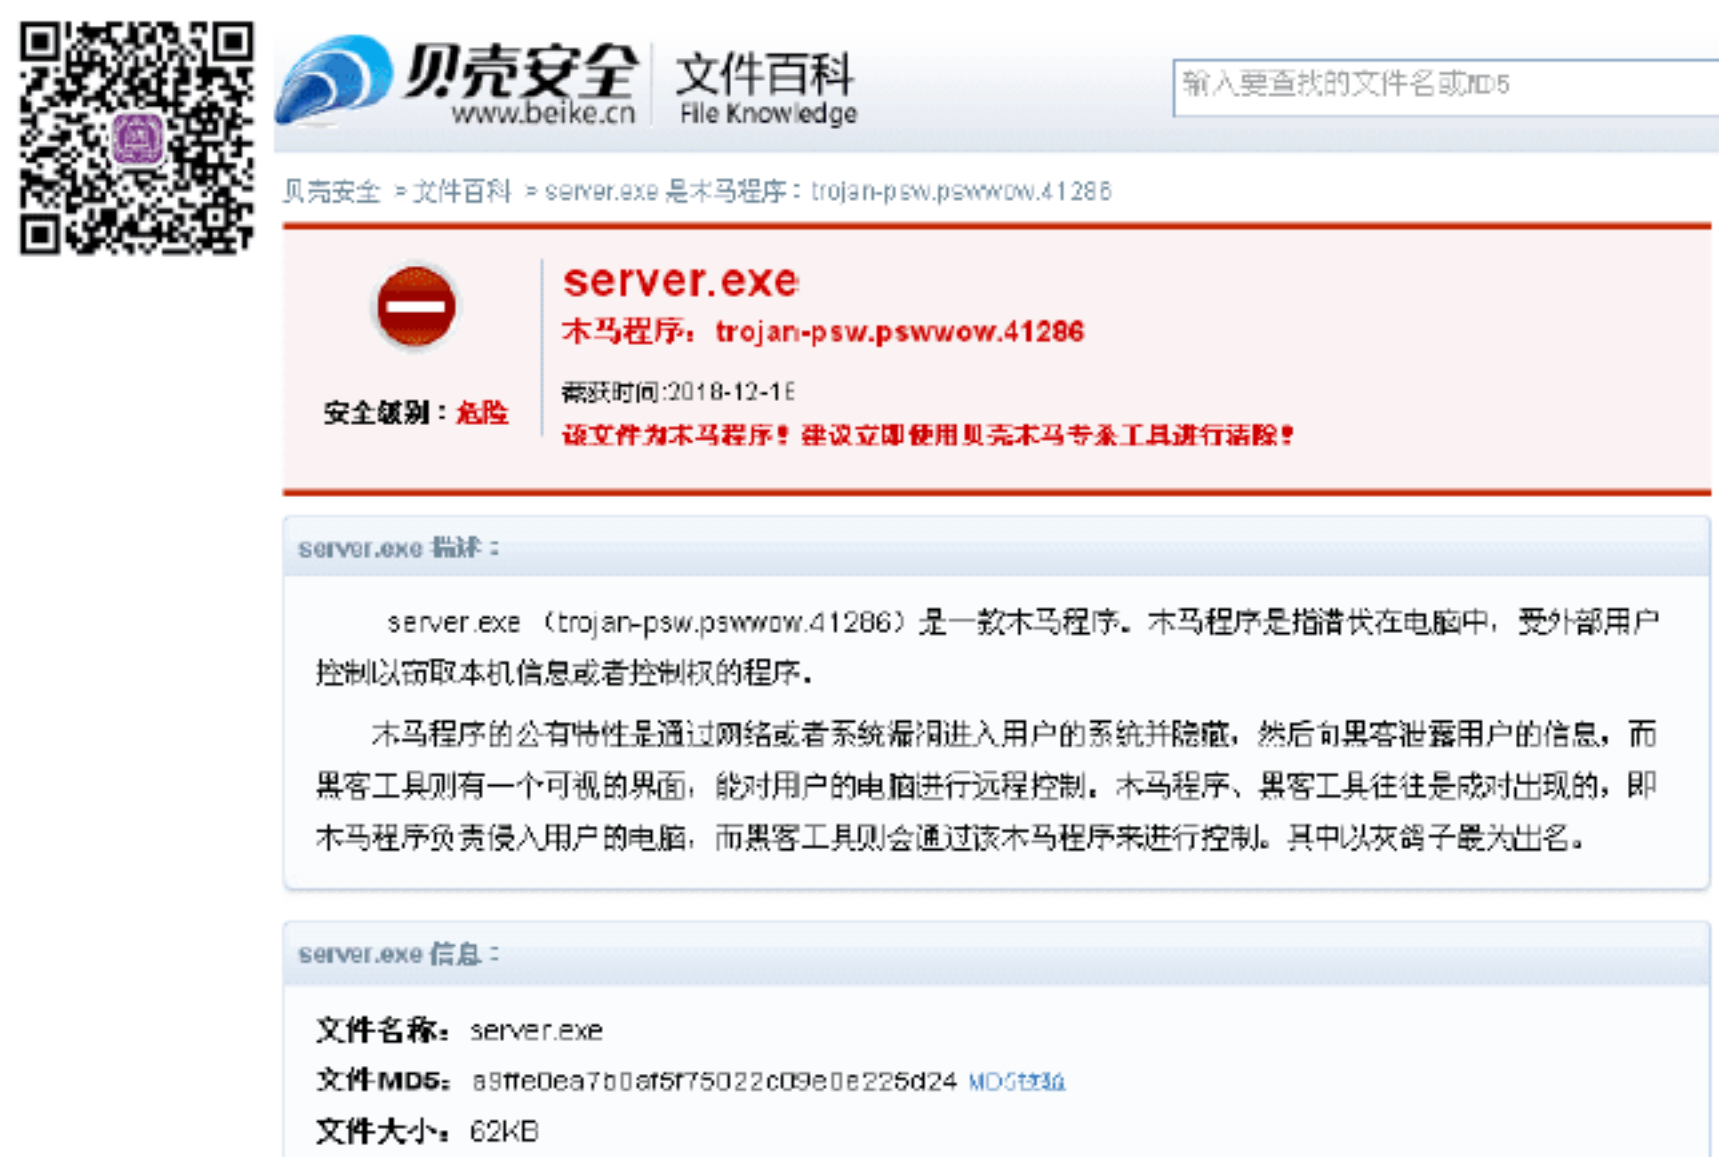 贝壳安全
www.beike.cn
文件百科
File Knowledge
输入要查找的文件名或MD5
贝壳安全 > 文件百科 > server.exe 是木马程序：trojan-psw.pswwow.41286
server.exe
木马程序：trojan-psw.pswwow.41286
截获时间:2018-12-18
安全级别：危险
该文件为木马程序！建议立即使用贝壳木马专杀工具进行清除！
server.exe 描述：
server.exe （trojan-psw.pswwow.41286）是一款木马程序。木马程序是指潜伏在电脑中，受外部用户
控制以窃取本机信息或者控制权的程序。
木马程序的公有特性是通过网络或者系统漏洞进入用户的系统并隐藏，然后向黑客泄露用户的信息，而
黑客工具则有一个可视的界面，能对用户的电脑进行远程控制。木马程序、黑客工具往往是成对出现的，即
木马程序负责侵入用户的电脑，而黑客工具则会通过该木马程序来进行控制。其中以灰鸽子最为出名。
server.exe 信息：
文件名称：server.exe
文件MD5：a9ffe0ea7b0af5f75022c09e0e225d24 MD5校验
文件大小：62KB